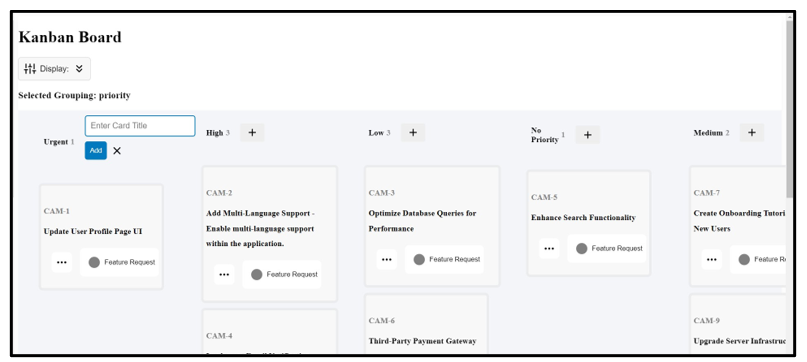 Kanban Board
Display:
Selected Grouping: priority
Urgent 1
Enter Card Title
Add
High 3
Low 3
No
Priority 1
Medium 2
CAM-1
Update User Profile Page UI
Feature Request
CAM-2
Add Multi-Language Support -
Enable multi-language support
within the application.
Feature Request
CAM-4
CAM-3
Optimize Database Queries for
Performance
Feature Request
CAM-6
Third-Party Payment Gateway
CAM-5
Enhance Search Functionality
Feature Request
CAM-7
Create Onboarding Tutori
New Users
Feature R
CAM-9
Upgrade Server Infrastruc